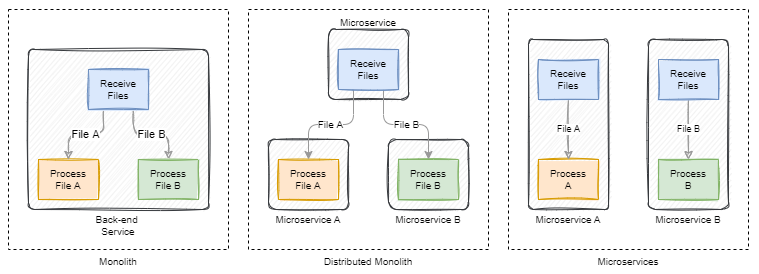 Receive
Files
File A
File B
Process
File A
Process
File B
Back-end
Service
Monolith
Microservice
Receive
Files
File A
File B
Process
File A
Process
File B
Microservice A
Microservice B
Distributed Monolith
Receive
Files
Receive
Files
File A
File B
Process
A
Process
B
Microservice A
Microservice B
Microservices